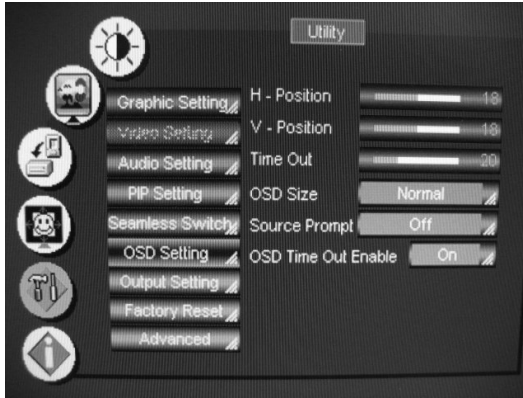 Utility
Graphic Setting
Video Setting
Audio Setting
PIP Setting
Seamless Switch
OSD Setting
Output Setting
Factory Reset
Advanced
H - Position 18
V - Position 18
Time Out 20
OSD Size Normal
Source Prompt Off
OSD Time Out Enable On